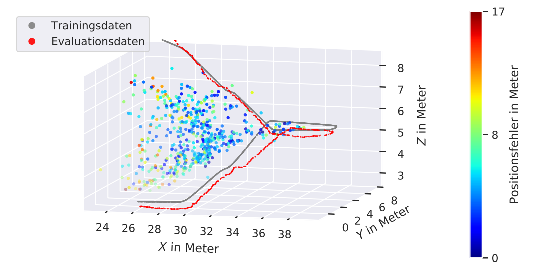 Trainingsdaten
Evaluationsdaten
17
8
0
Positionsfehler in Meter
8
7
6
5
4
3
Z in Meter
24 26 28 30 32 34 36 38
X in Meter
0 2 4 6 8
Y in Meter